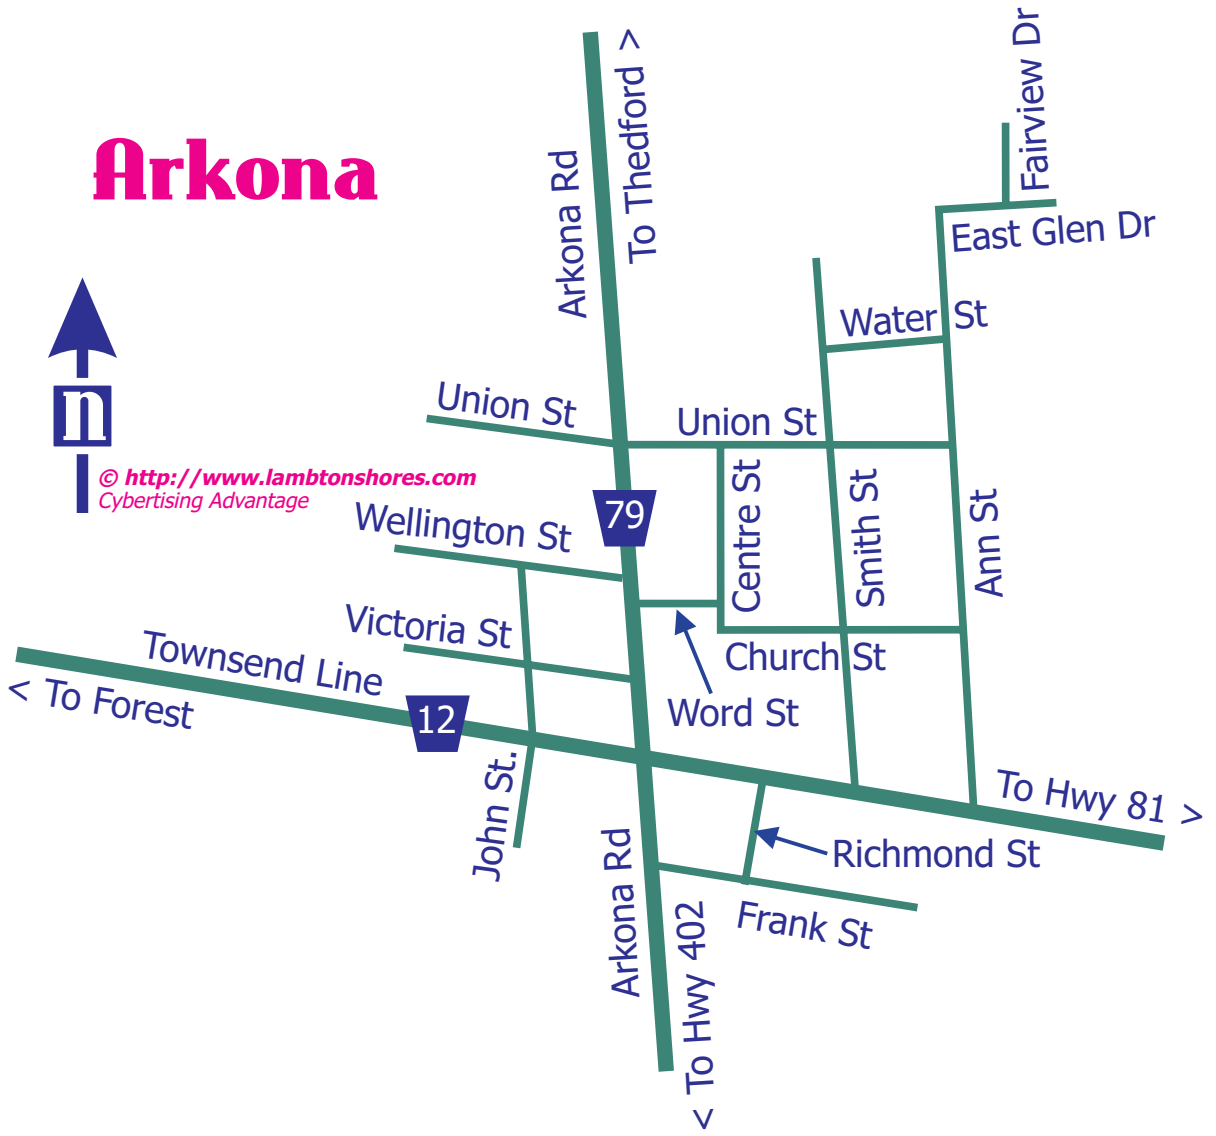 Arkona
n
© http://www.lambtonshores.com
Cybertising Advantage
Arkona Rd
To Thedford >
Fairview Dr
East Glen Dr
Water St
Union St
Union St
79
Centre St
Smith St
Ann St
Wellington St
Victoria St
Church St
Word St
Townsend Line
< To Forest
12
John St.
To Hwy 81 >
Richmond St
Frank St
Arkona Rd
< To Hwy 402